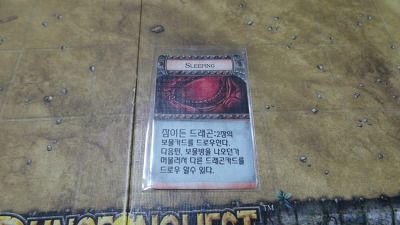 SLEEPING
잠이든 드래곤:2장의
보물카드를 드로우한다.
다음턴, 보물방을 나오던가
머물러서 다른 드래곤카드를
드로우 할수 있다.
DUNGEONQUEST™